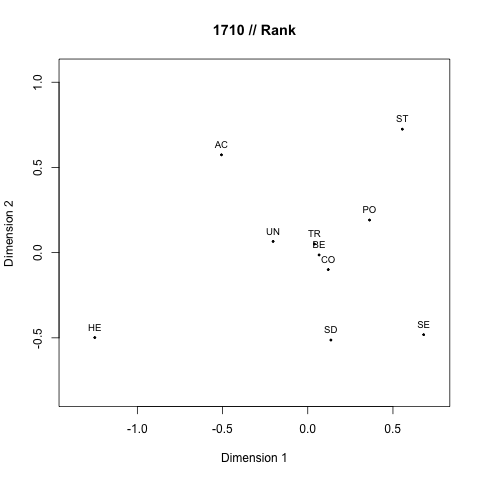 1710 // Rank
1.0
0.5
0.0
-0.5
Dimension 2
ST
AC
PO
UN
TR
BE
CO
HE
SD
SE
-1.0
-0.5
0.0
0.5
Dimension 1